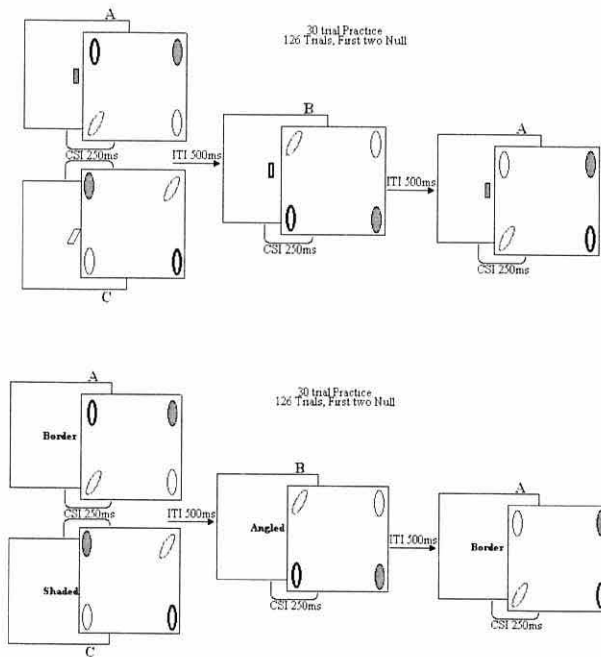 A
30 trial Practice
126 Trials, First two Null
B
A
CSI 250ms
ITI 500ms
ITI 500ms
CSI 250ms
CSI 250ms
C
A
30 trial Practice
126 Trials, First two Null
Border
B
A
CSI 250ms
ITI 500ms
Angled
ITI 500ms
Border
Shaded
CSI 250ms
CSI 250ms
C